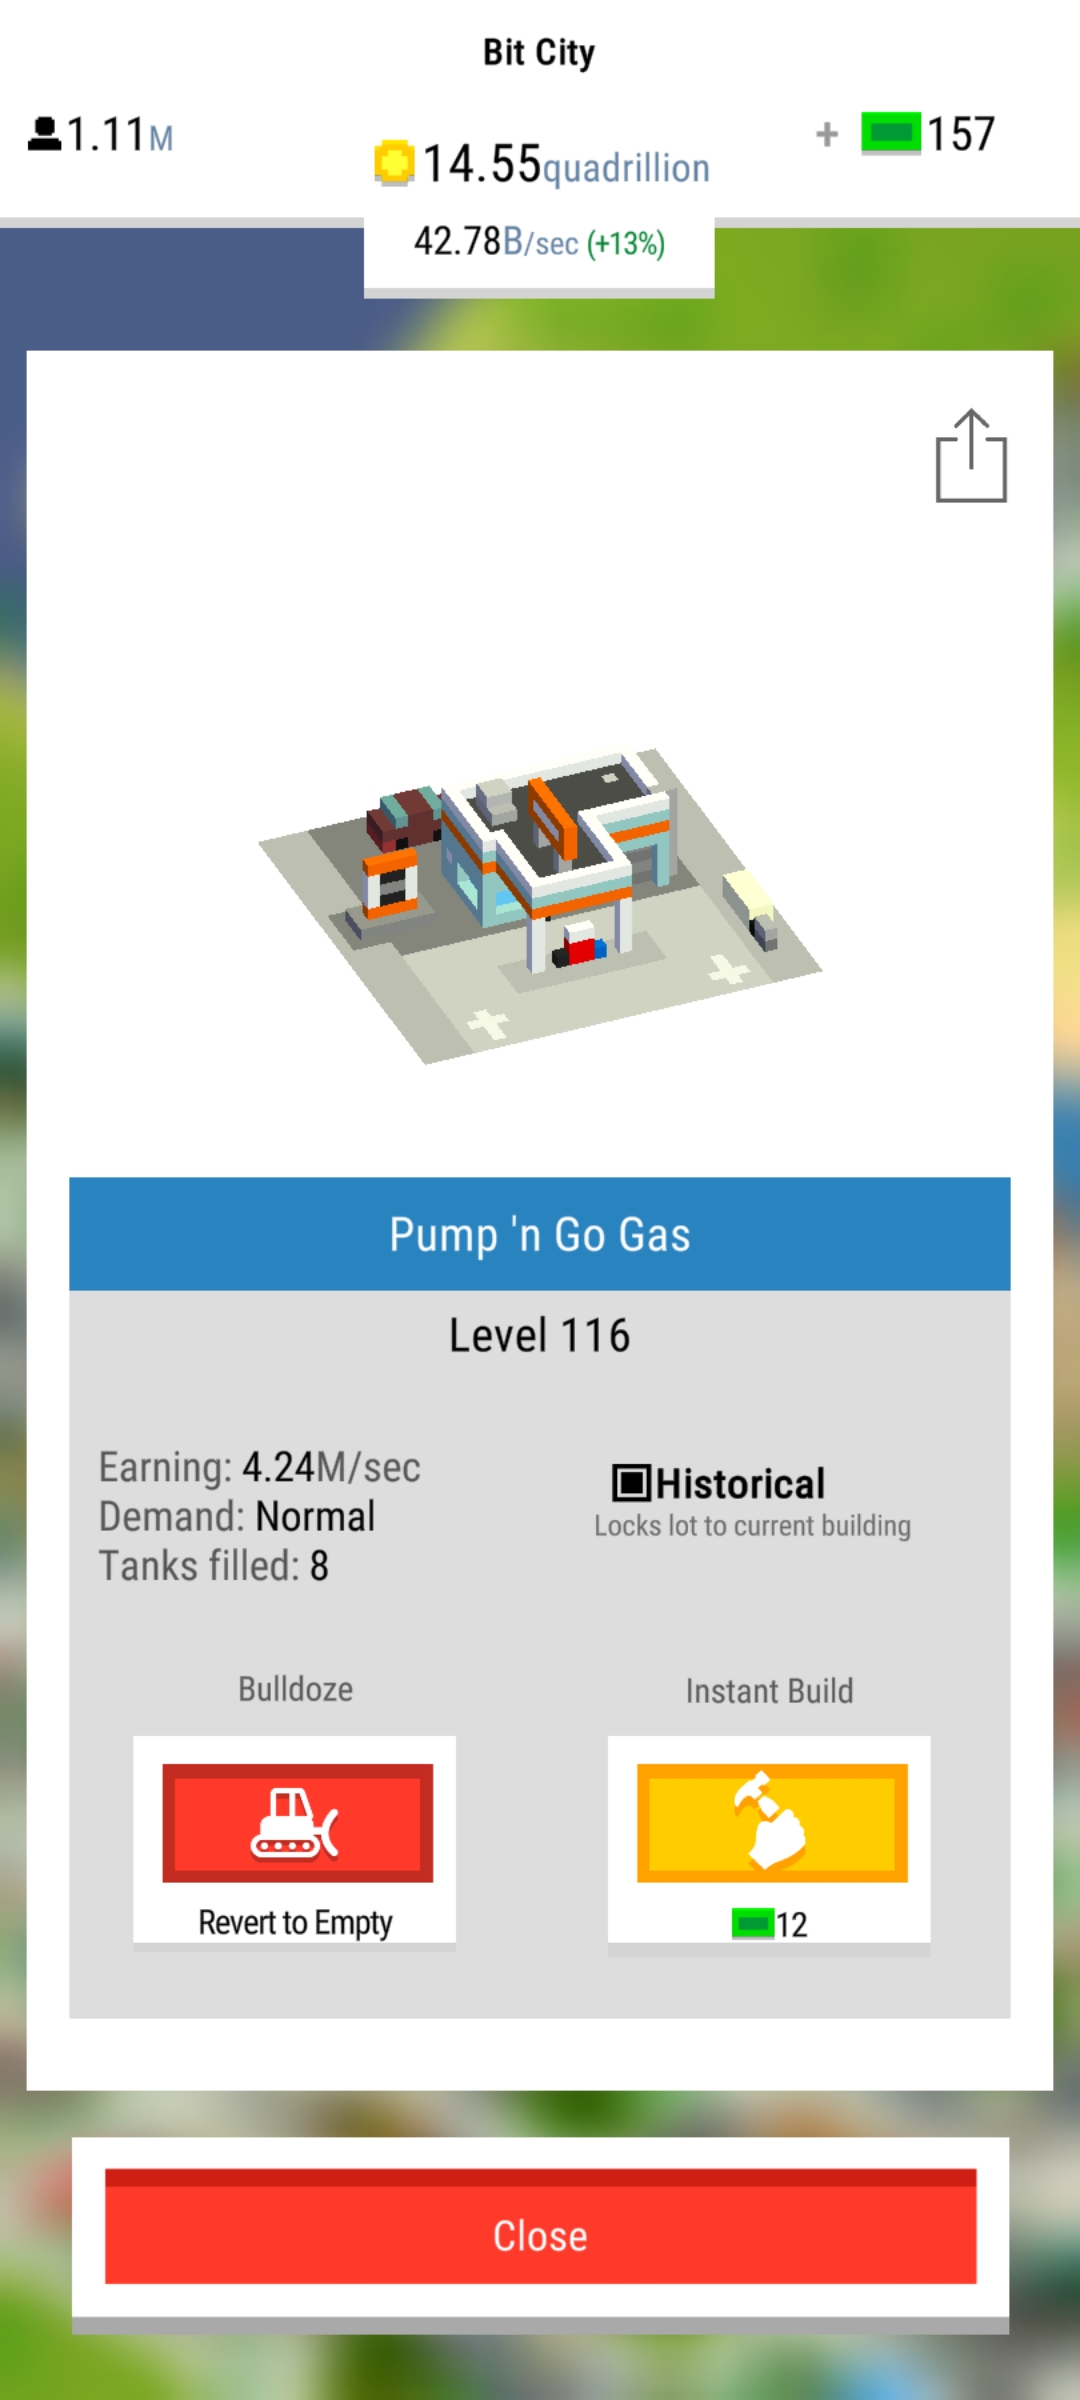 Bit City
1.11M
14.55quadrillion
+ 157
42.78B/sec (+13%)
Pump 'n Go Gas
Level 116
Earning: 4.24M/sec
Demand: Normal
Tanks filled: 8
Historical
Locks lot to current building
Bulldoze
Instant Build
Revert to Empty
12
Close